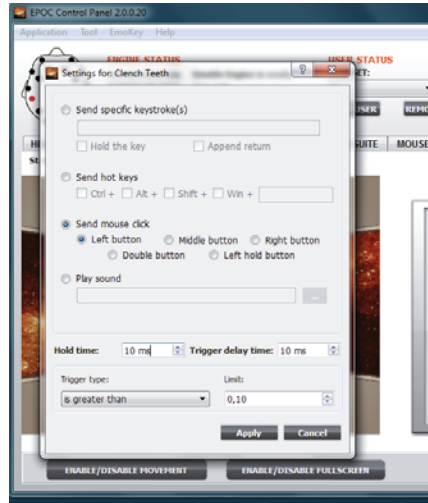 EPOC Control Panel 2.0.0.20
Application Tool EmoKey Help
ENGINE STATUS
USER STATUS
Settings for: Clench Teeth
Send specific keystroke(s)
Hold the key Append return
Send hot keys
Ctrl + Alt + Shift + Win +
Send mouse click
Left button Middle button Right button
Double button Left hold button
Play sound
...
Hold time: 10 ms Trigger delay time: 10 ms
Trigger type: Limit:
is greater than 0,10
Apply Cancel
SUITE MOUSE
ENABLE/DISABLE MOVEMENT ENABLE/DISABLE FULLSCREEN